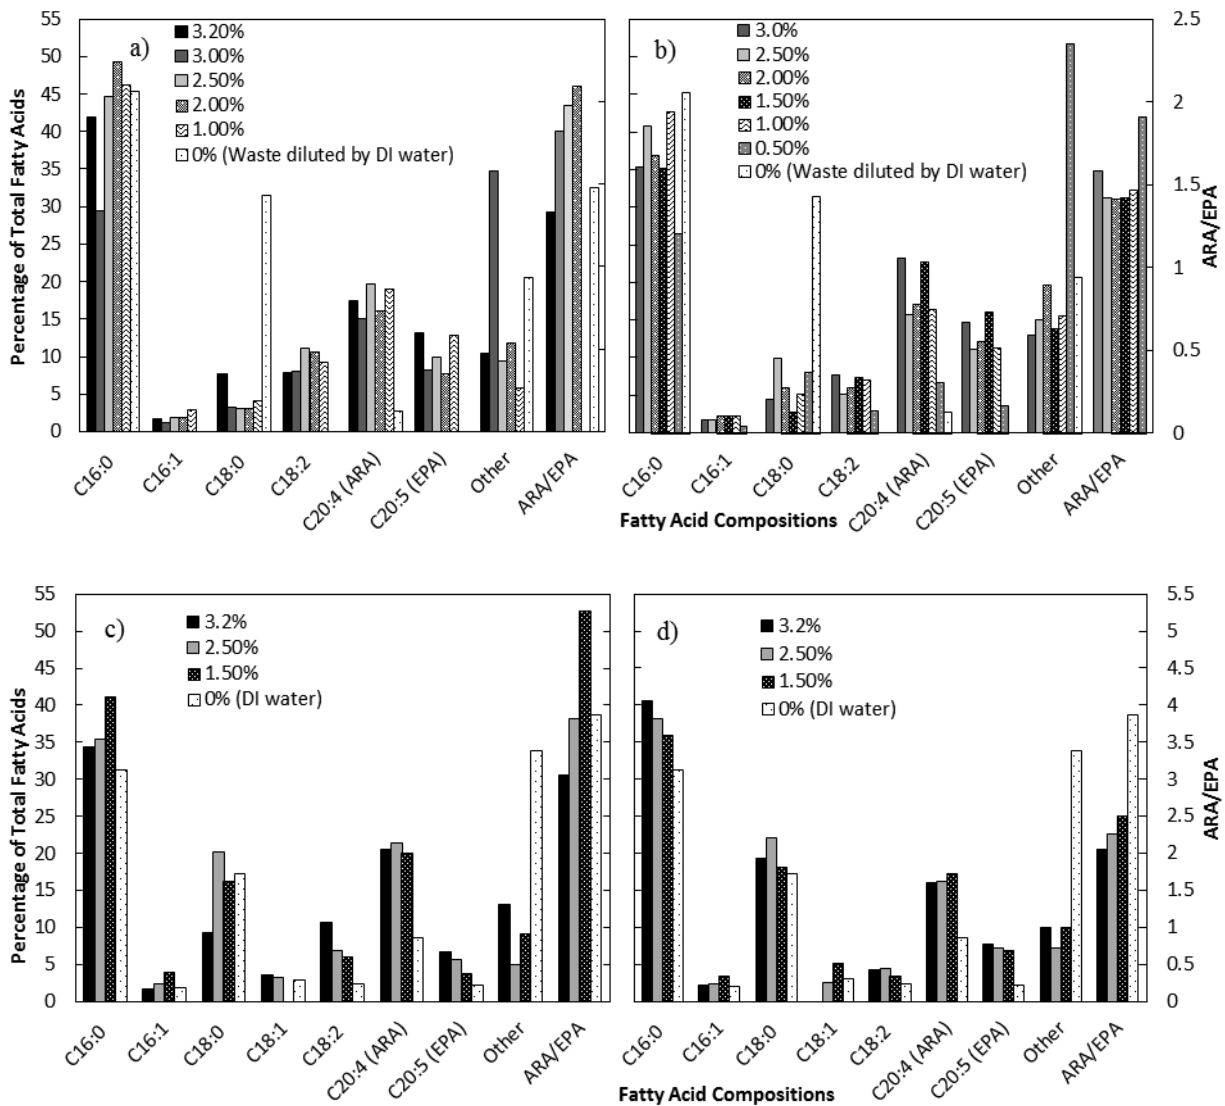 a)
3.20%
3.00%
2.50%
2.00%
1.00%
0% (Waste diluted by DI water)
55
50
45
40
35
30
25
20
15
10
5
0
Percentage of Total Fatty Acids
C16:0
C16:1
C18:0
C18:2
C20:4 (ARA)
C20:5 (EPA)
Other
ARA/EPA
b)
3.0%
2.50%
2.00%
1.50%
1.00%
0.50%
0% (Waste diluted by DI water)
2.5
2
1.5
1
0.5
0
ARA/EPA
C16:0
C16:1
C18:0
C18:2
C20:4 (ARA)
C20:5 (EPA)
Other
ARA/EPA
Fatty Acid Compositions
c)
3.2%
2.50%
1.50%
0% (DI water)
55
50
45
40
35
30
25
20
15
10
5
0
Percentage of Total Fatty Acids
C16:0
C16:1
C18:0
C18:1
C18:2
C20:4 (ARA)
C20:5 (EPA)
Other
ARA/EPA
d)
3.2%
2.50%
1.50%
0% (DI water)
5.5
5
4.5
4
3.5
3
2.5
2
1.5
1
0.5
0
ARA/EPA
C16:0
C16:1
C18:0
C18:1
C18:2
C20:4 (ARA)
C20:5 (EPA)
Other
ARA/EPA
Fatty Acid Compositions